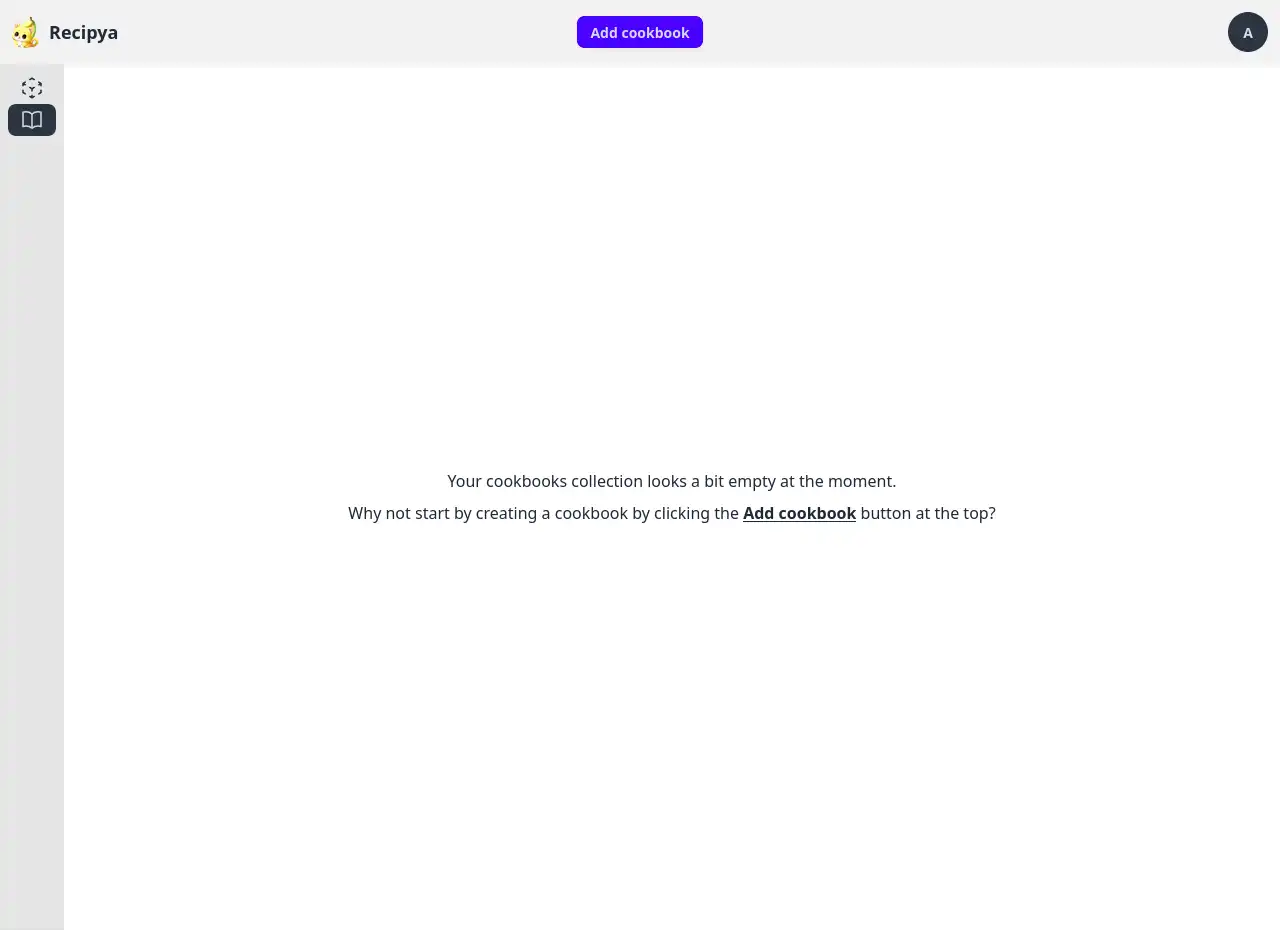 Recipya
Add cookbook
A
Your cookbooks collection looks a bit empty at the moment.
Why not start by creating a cookbook by clicking the Add cookbook button at the top?